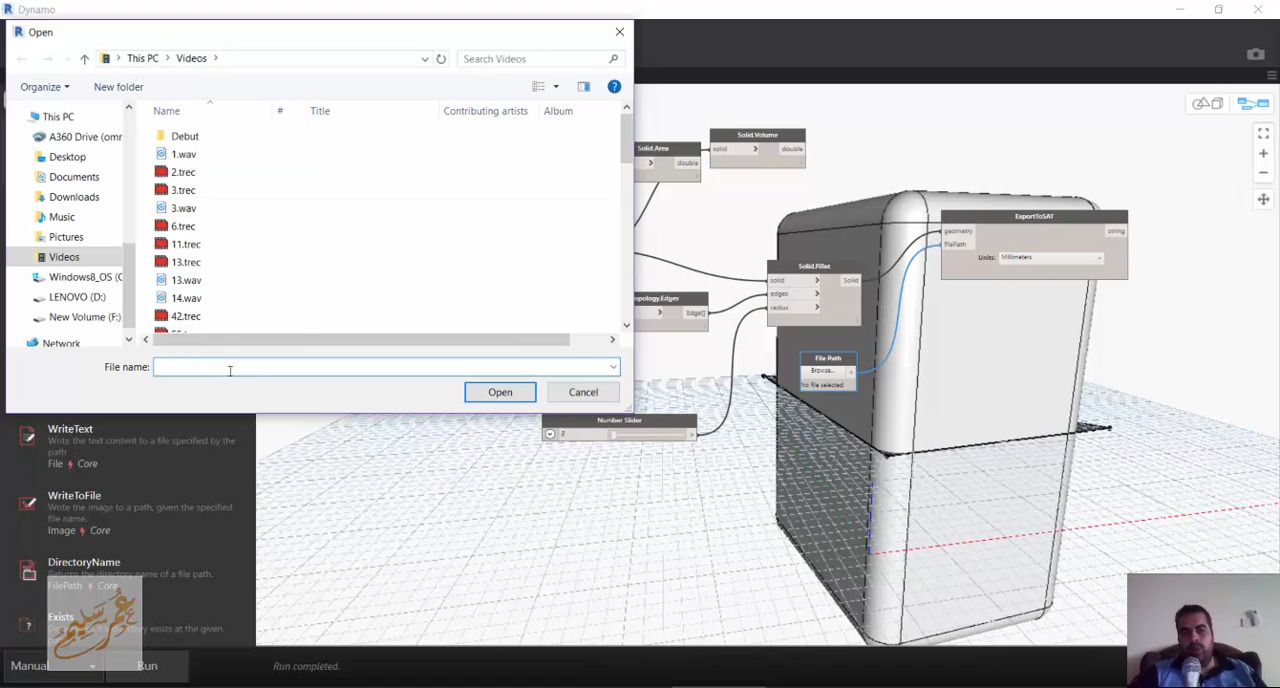 Dynamo
Open
This PC > Videos >
Search Videos
Organize
New folder
Name
#
Title
Contributing artists
Album
This PC
A360 Drive (omr
Desktop
Documents
Downloads
Music
Pictures
Videos
Windows8_OS (C
LENOVO (D:)
New Volume (F:)
Network
Debut
1.wav
2.trec
3.trec
3.wav
6.trec
11.trec
13.trec
13.wav
14.wav
42.trec
File name:
Open
Cancel
WriteText
Write the text content to a file specified by the
path
File Core
WriteToFile
Write the image to a path, given the specified
file name.
Image Core
DirectoryName
Returns the directory name of a file path.
FilePath Core
Exists
عمر سليم
Manual
Run
Run completed.
Solid.Area
double
Solid.Volume
solid > double
opology.Edges
> Edge[]
Solid.Fillet
solid > Solid
edges >
radius >
File Path
Browse... >
No file selected.
Number Slider
3
ExportToSAT
geometry string
filePath
Units: Millimeters